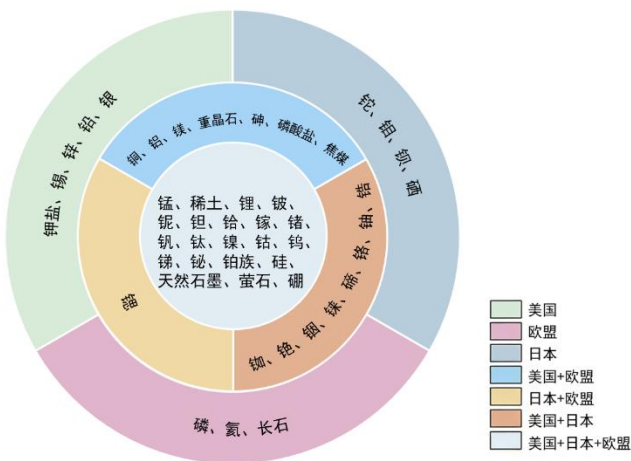 钾盐、锡、锌、铅、银
铊、钼、钡、硒
铜、铝、镁、重晶石、砷、磷酸盐、焦煤
锰、稀土、锂、铍、
铌、钽、铪、镓、锗、
钒、钛、镍、钴、钨、
锑、铋、铂族、硅、
天然石墨、萤石、硼
锶
铷、铯、铟、铼、碲、铬、铀、锆
磷、氦、长石
美国
欧盟
日本
美国+欧盟
日本+欧盟
美国+日本
美国+日本+欧盟